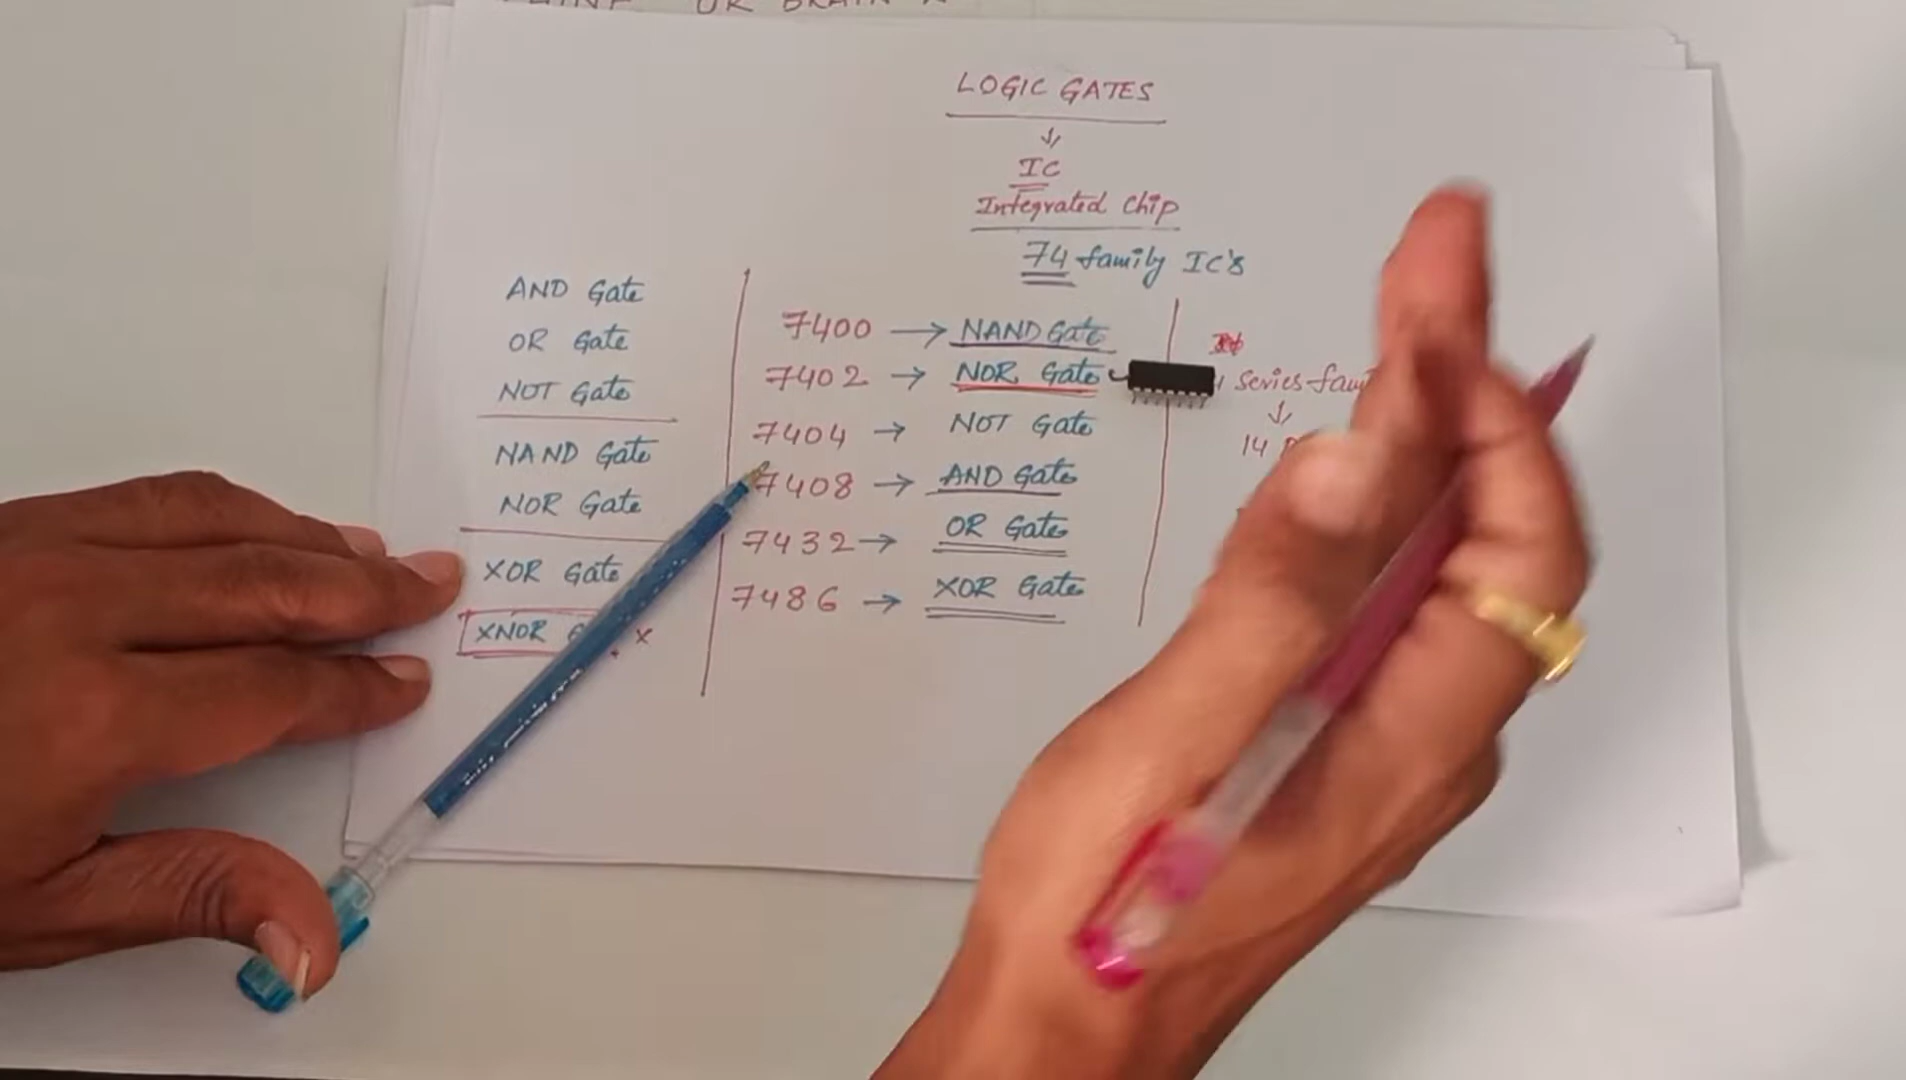 OR BRAIN
LOGIC GATES
↓
IC
Integrated Chip
74 family IC's
AND Gate
OR Gate
NOT Gate
NAND Gate
NOR Gate
XOR Gate
XNOR x
7400 → NAND Gate
7402 → NOR Gate
7404 → NOT Gate
7408 → AND Gate
7432 → OR Gate
7486 → XOR Gate
series
↓
14